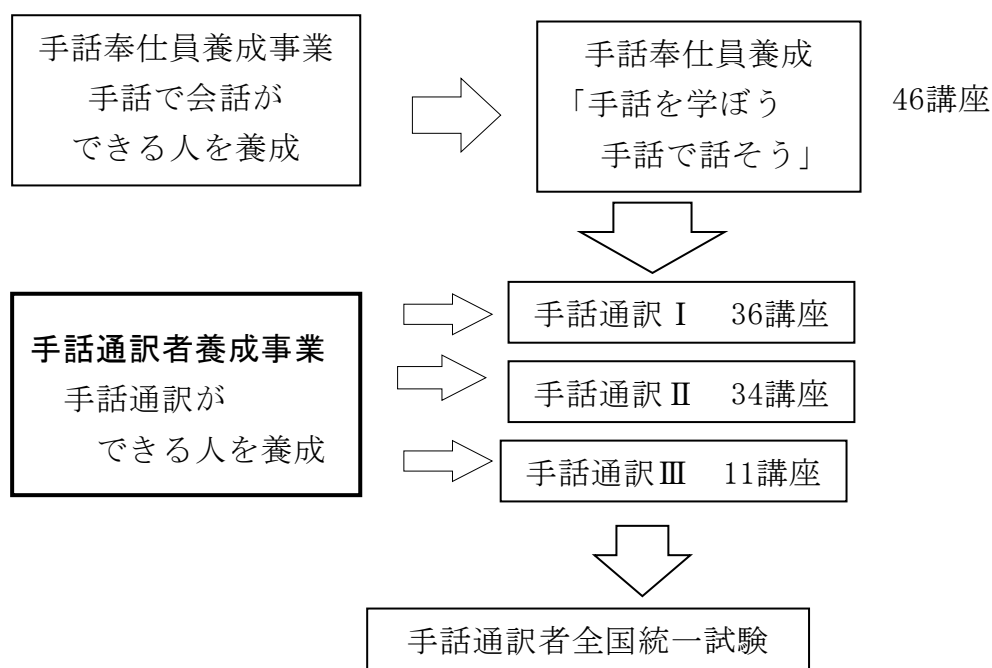 手話奉仕員養成事業
手話で会話が
できる人を養成
手話奉仕員養成
「手話を学ぼう
手話で話そう」
46講座
手話通訳者養成事業
手話通訳が
できる人を養成
手話通訳Ⅰ　36講座
手話通訳Ⅱ　34講座
手話通訳Ⅲ　11講座
手話通訳者全国統一試験